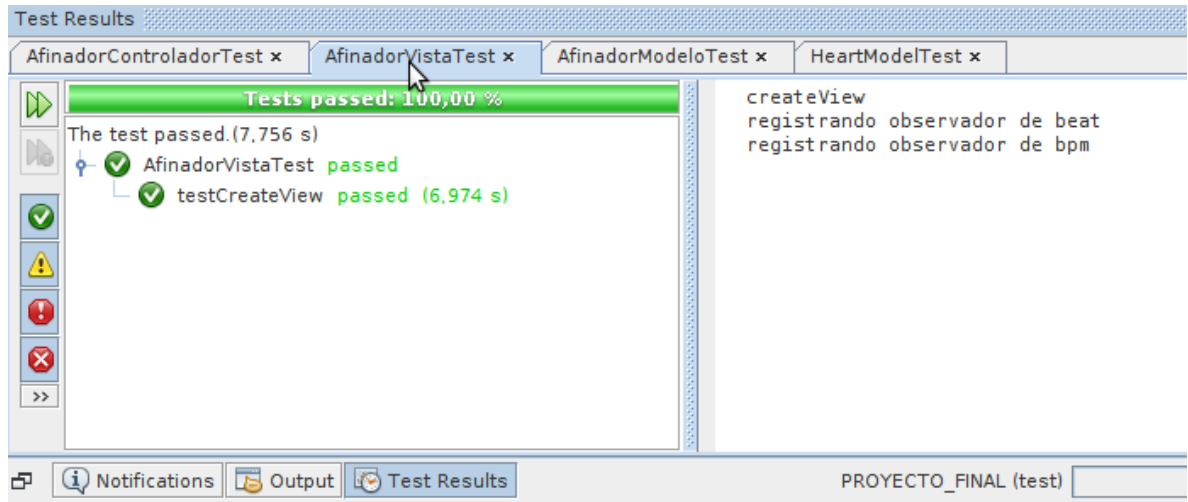 Test Results
AfinadorControladorTest × AfinadorVistaTest × AfinadorModeloTest × HeartModelTest ×
Tests passed: 100,00 %
The test passed.(7,756 s)
AfinadorVistaTest passed
testCreateView passed (6,974 s)
>>
createView
registrando observador de beat
registrando observador de bpm
Notifications Output Test Results PROYECTO_FINAL (test)